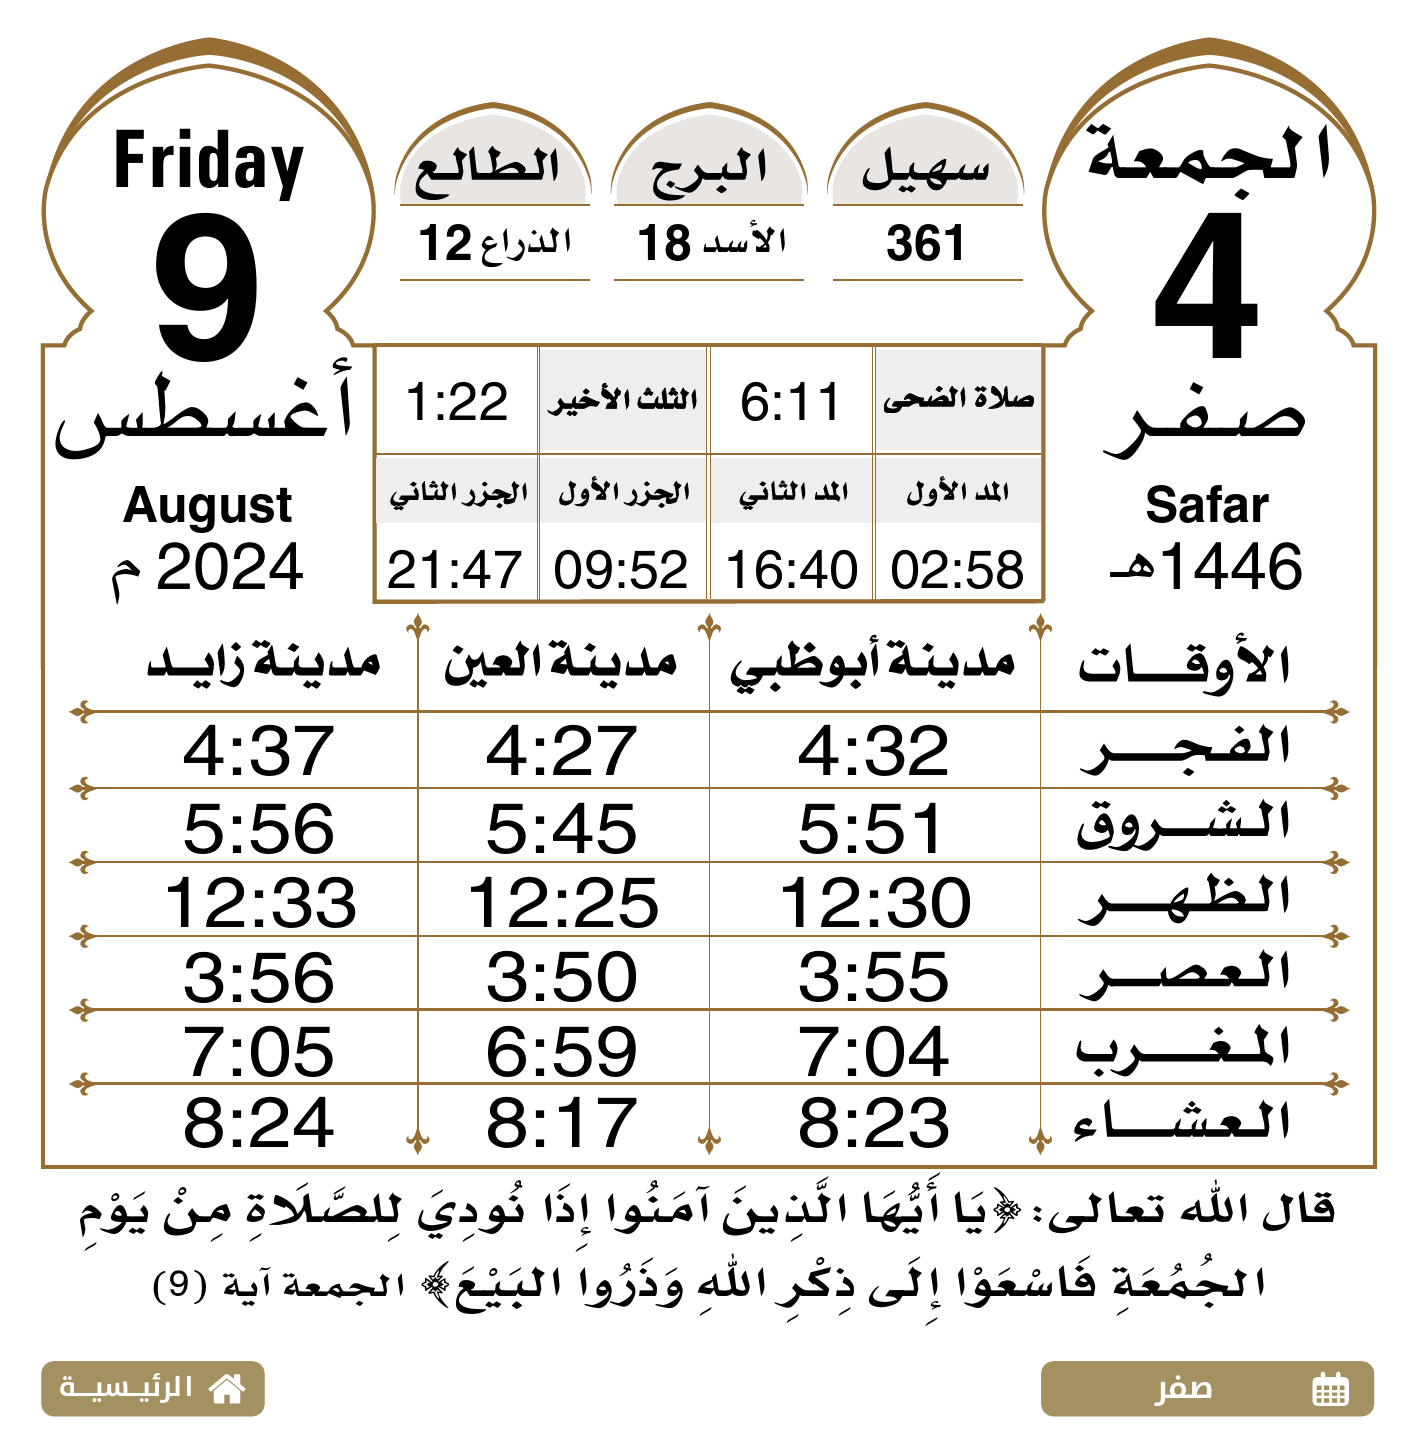 الجمعة
4
صفر
Safar
1446هـ
سهيل
361
البرج
الأسد 18
الطالع
الذراع 12
Friday
9
أغسطس
August
2024 م
صلاة الضحى 6:11 الثلث الأخير 1:22
المد الأول المد الثاني الجزر الأول الجزر الثاني
02:58 16:40 09:52 21:47
الأوقات مدينة أبوظبي مدينة العين مدينة زايد
الفجر 4:32 4:27 4:37
الشروق 5:51 5:45 5:56
الظهر 12:30 12:25 12:33
العصر 3:55 3:50 3:56
المغرب 7:04 6:59 7:05
العشاء 8:23 8:17 8:24
قال الله تعالى: ﴿يَا أَيُّهَا الَّذِينَ آمَنُوا إِذَا نُودِيَ لِلصَّلَاةِ مِنْ يَوْمِ
الجُمُعَةِ فَاسْعَوْا إِلَى ذِكْرِ اللهِ وَذَرُوا البَيْعَ﴾ الجمعة آية (9)
صفر
الرئيسية